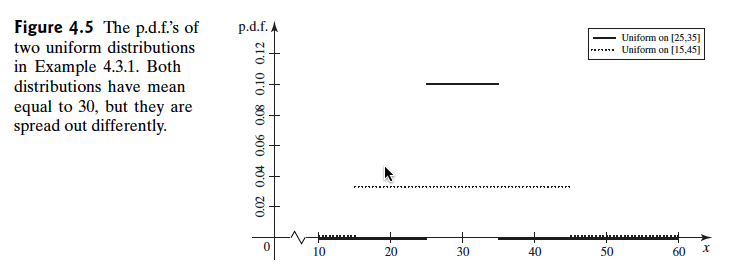 Figure 4.5 The p.d.f.'s of
two uniform distributions
in Example 4.3.1. Both
distributions have mean
equal to 30, but they are
spread out differently.
p.d.f.
Uniform on [25,35]
Uniform on [15,45]
0.12
0.10
0.08
0.06
0.04
0.02
0
10 20 30 40 50 60 x